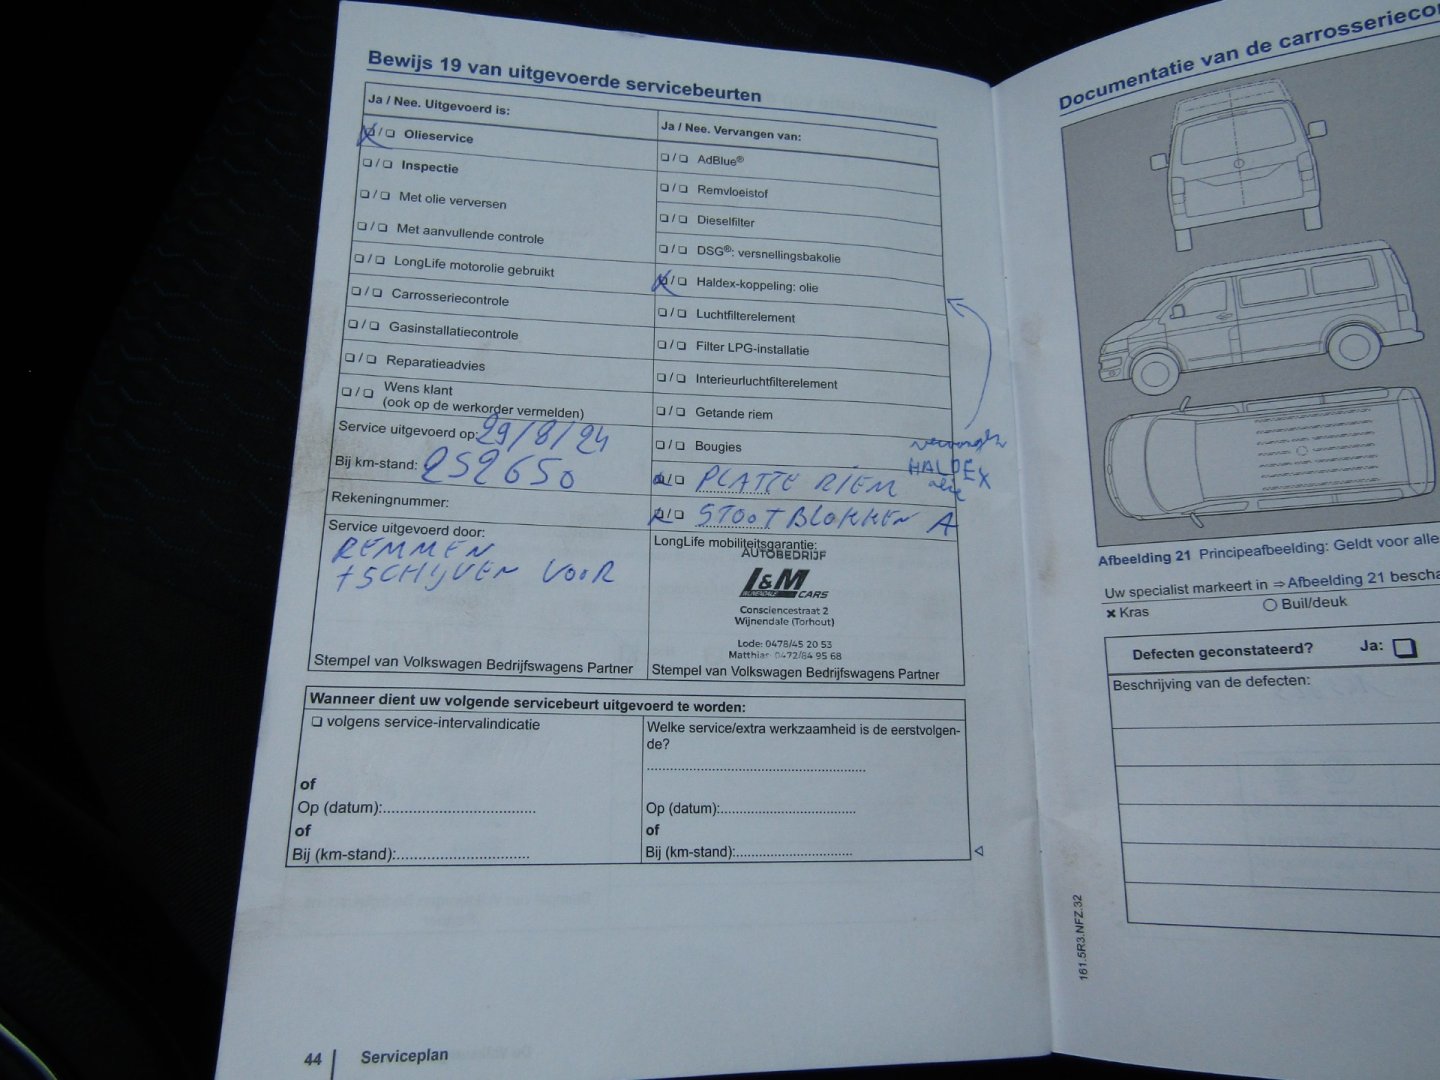 Bewijs 19 van uitgevoerde servicebeurten
Ja / Nee. Uitgevoerd is:
❏ / ❏ Olieservice
❏ / ❏ Inspectie
❏ / ❏ Met olie verversen
❏ / ❏ Met aanvullende controle
❏ / ❏ LongLife motorolie gebruikt
❏ / ❏ Carrosseriecontrole
❏ / ❏ Gasinstallatiecontrole
❏ / ❏ Reparatieadvies
❏ / ❏ Wens klant
(ook op de werkorder vermelden)
Service uitgevoerd op: 29/8/24
Bij km-stand: 252650
Rekeningnummer:
Service uitgevoerd door:
REMMEN
+ SCHIJVEN VOOR
Stempel van Volkswagen Bedrijfswagens Partner
Ja / Nee. Vervangen van:
❏ / ❏ AdBlue®
❏ / ❏ Remvloeistof
❏ / ❏ Dieselfilter
❏ / ❏ DSG®: versnellingsbakolie
❏ / ❏ Haldex-koppeling: olie
❏ / ❏ Luchtfilterelement
❏ / ❏ Filter LPG-installatie
❏ / ❏ Interieurluchtfilterelement
❏ / ❏ Getande riem
❏ / ❏ Bougies
❏ / ❏ PLATTE RIEM
❏ / ❏ STOOTBLOKKEN A
HALDEX
olie
LongLife mobiliteitsgarantie:
AUTOBEDRIJF
L&M
WIJNENDALE CARS
Consciencestraat 2
Wijnendale (Torhout)
Lode: 0478/45 20 53
Matthias 0472/84 95 68
Stempel van Volkswagen Bedrijfswagens Partner
Wanneer dient uw volgende servicebeurt uitgevoerd te worden:
❏ volgens service-intervalindicatie
of
Op (datum):....................................
of
Bij (km-stand):...............................
Welke service/extra werkzaamheid is de eerstvolgen-
de?
....................................................
Op (datum):................................
of
Bij (km-stand):............................
44 Serviceplan
Documentatie van de carrosserieco
Afbeelding 21 Principeafbeelding: Geldt voor alle
Uw specialist markeert in ⇒ Afbeelding 21 bescha
× Kras
○ Buil/deuk
Defecten geconstateerd? Ja: ❏
Beschrijving van de defecten:
161.5R3.NFZ.32